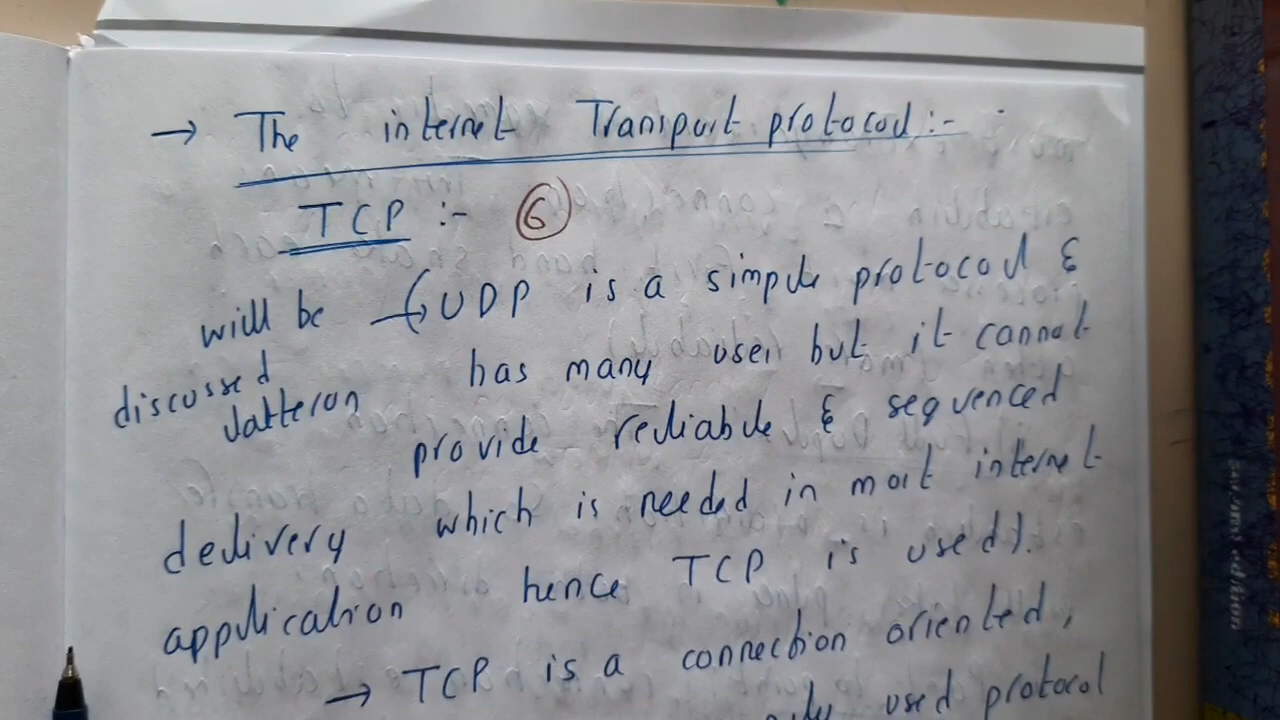 → The internet Transport protocol :-
TCP :- 6
will be discussed latteron
→ (UDP is a simple protocol &
has many uses but it cannot
provide reliable & sequenced
delivery which is needed in most internet
application hence TCP is used).
→ TCP is a connection oriented,
used protocol